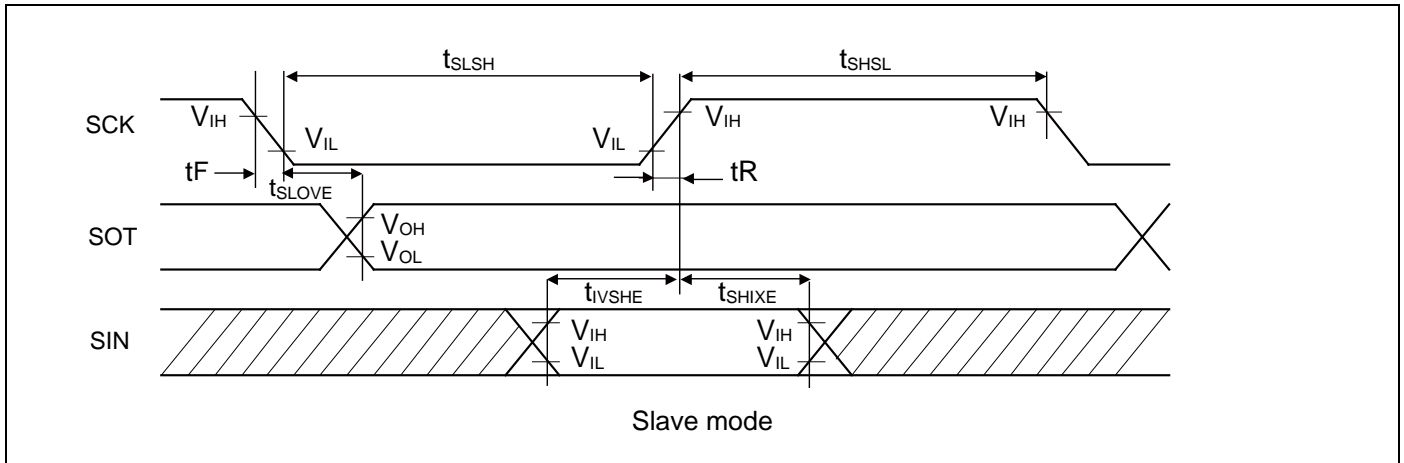 tSLSH
tSHSL
SCK
VIH
VIL
VIL
VIH
VIH
tF
tSLOVE
tR
SOT
VOH
VOL
tIVSHE
tSHIXE
SIN
VIH
VIH
VIL
VIL
Slave mode